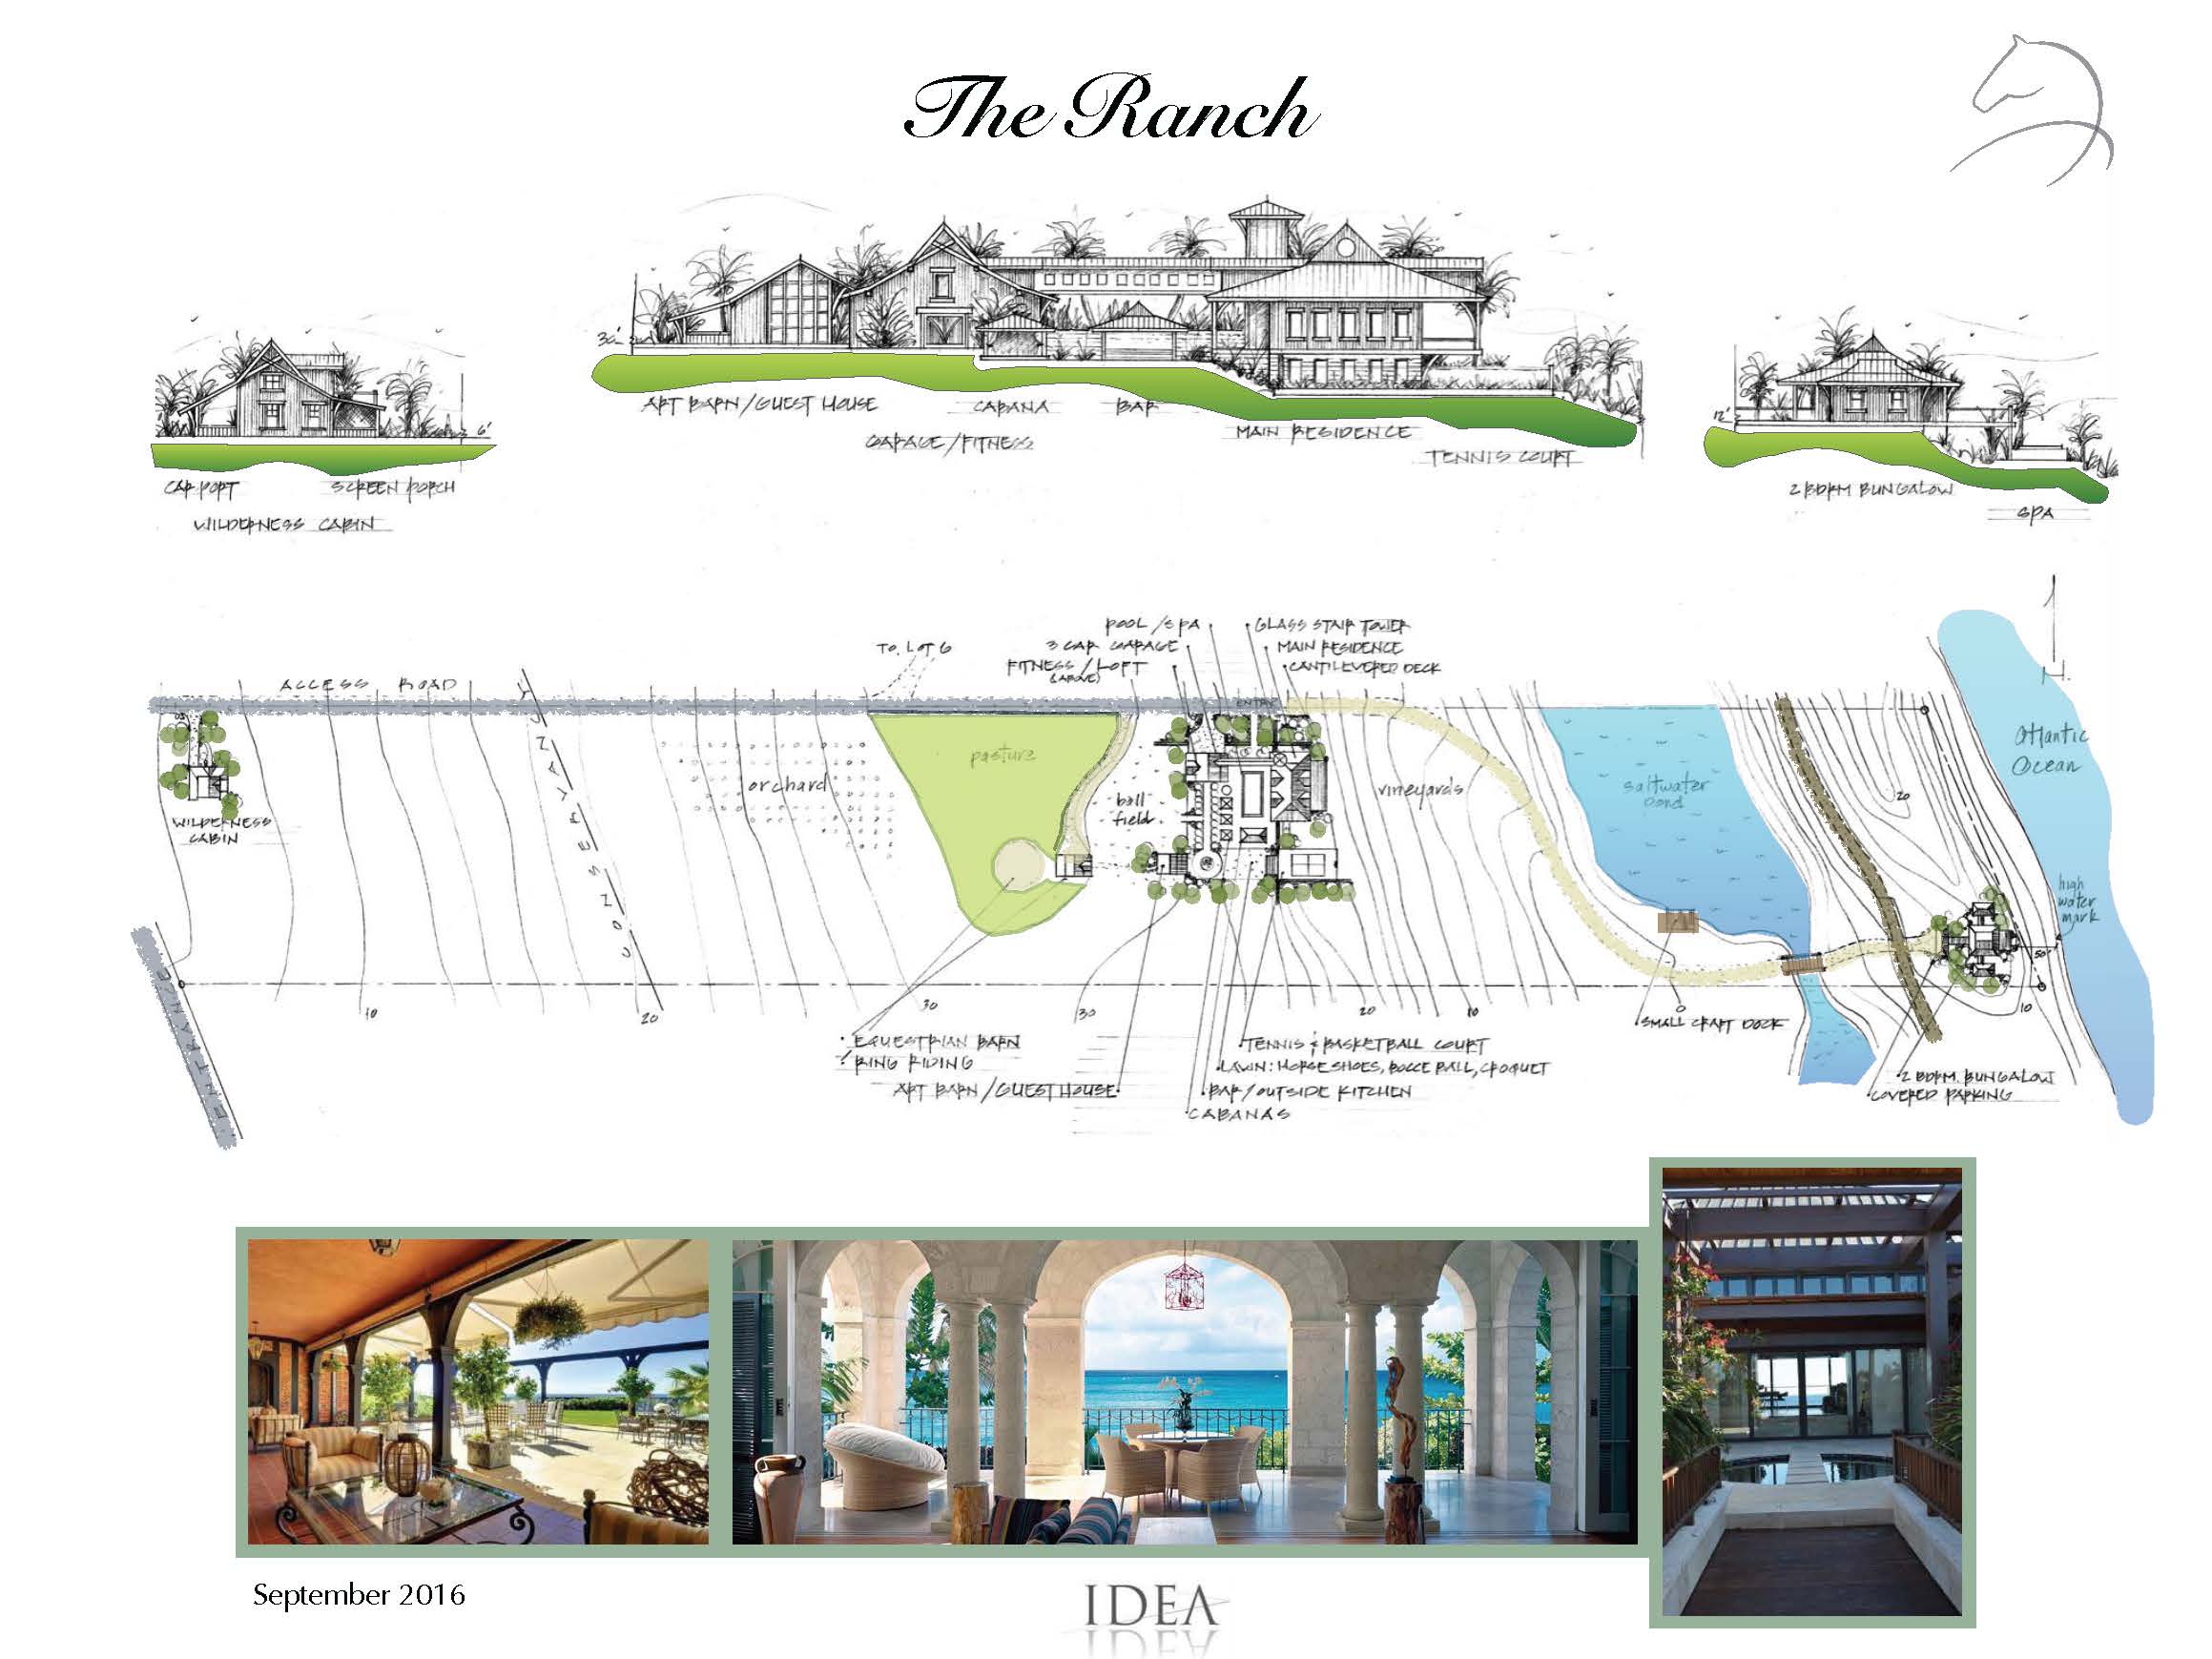 The Ranch
30'
ART BARN/GUEST HOUSE
CABANA
BAR
GARAGE/FITNESS
MAIN RESIDENCE
TENNIS COURT
6'
CAR PORT
SCREEN PORCH
WILDERNESS CABIN
12'
2 BDRM BUNGALOW
SPA
POOL/SPA
GLASS STAIR TOWER
TO LOT 6
3 CAR GARAGE
MAIN RESIDENCE
FITNESS/LOFT
(ABOVE)
CANTILEVERED DECK
ACCESS ROAD
ENTRY
CONSERVANCY
pasture
orchard
ball
field
vineyards
saltwater
pond
Atlantic
Ocean
N.
20
WILDERNESS
CABIN
high
water
mark
50'
ENTRANCE
10
20
30
30
20
10
0
10
SMALL CRAFT DOCK
EQUESTRIAN BARN
RING RIDING
ART BARN/GUEST HOUSE
TENNIS & BASKETBALL COURT
LAWN: HORSESHOES, BOCCE BALL, CROQUET
BAR/OUTSIDE KITCHEN
CABANAS
2 BDRM. BUNGALOW
COVERED PARKING
September 2016
IDEA